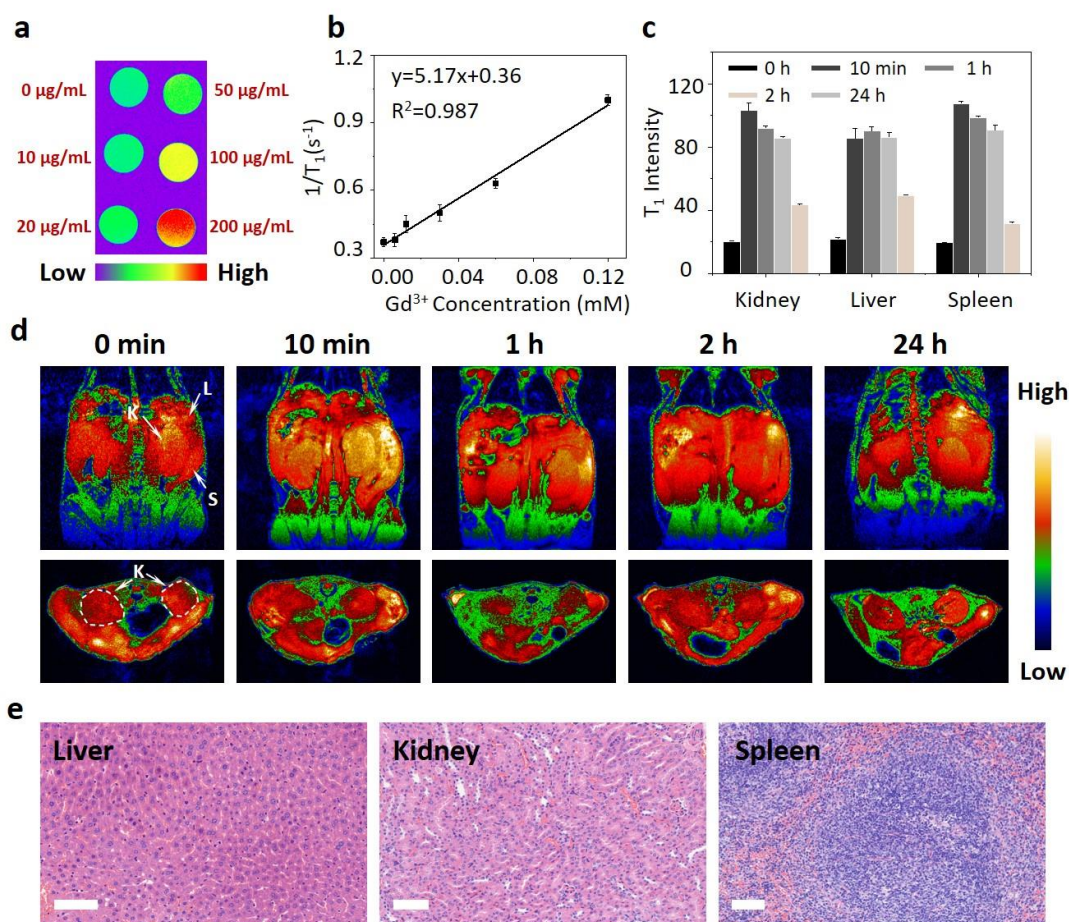 a
0 μg/mL
50 μg/mL
10 μg/mL
100 μg/mL
20 μg/mL
200 μg/mL
Low
High
b
y=5.17x+0.36
R²=0.987
1/T₁(s⁻¹)
1.2
0.9
0.6
0.3
0.00
0.04
0.08
0.12
Gd³⁺ Concentration (mM)
c
0 h
10 min
1 h
2 h
24 h
T₁ Intensity
120
80
40
0
Kidney
Liver
Spleen
d
0 min
10 min
1 h
2 h
24 h
K
L
S
K
High
Low
e
Liver
Kidney
Spleen